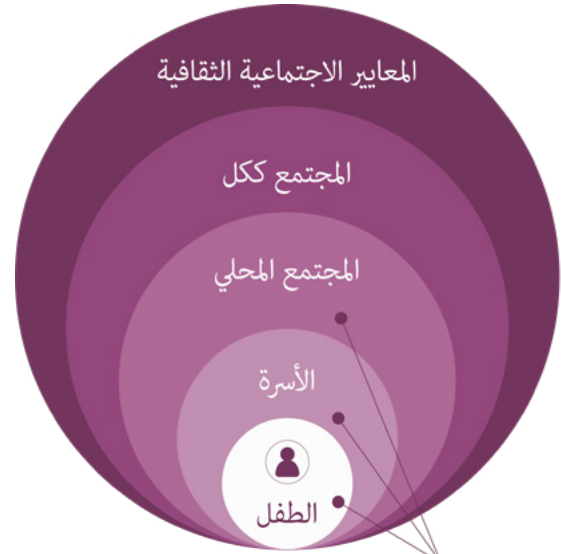 المعايير الاجتماعية الثقافية
المجتمع ككل
المجتمع المحلي
الأسرة
الطفل